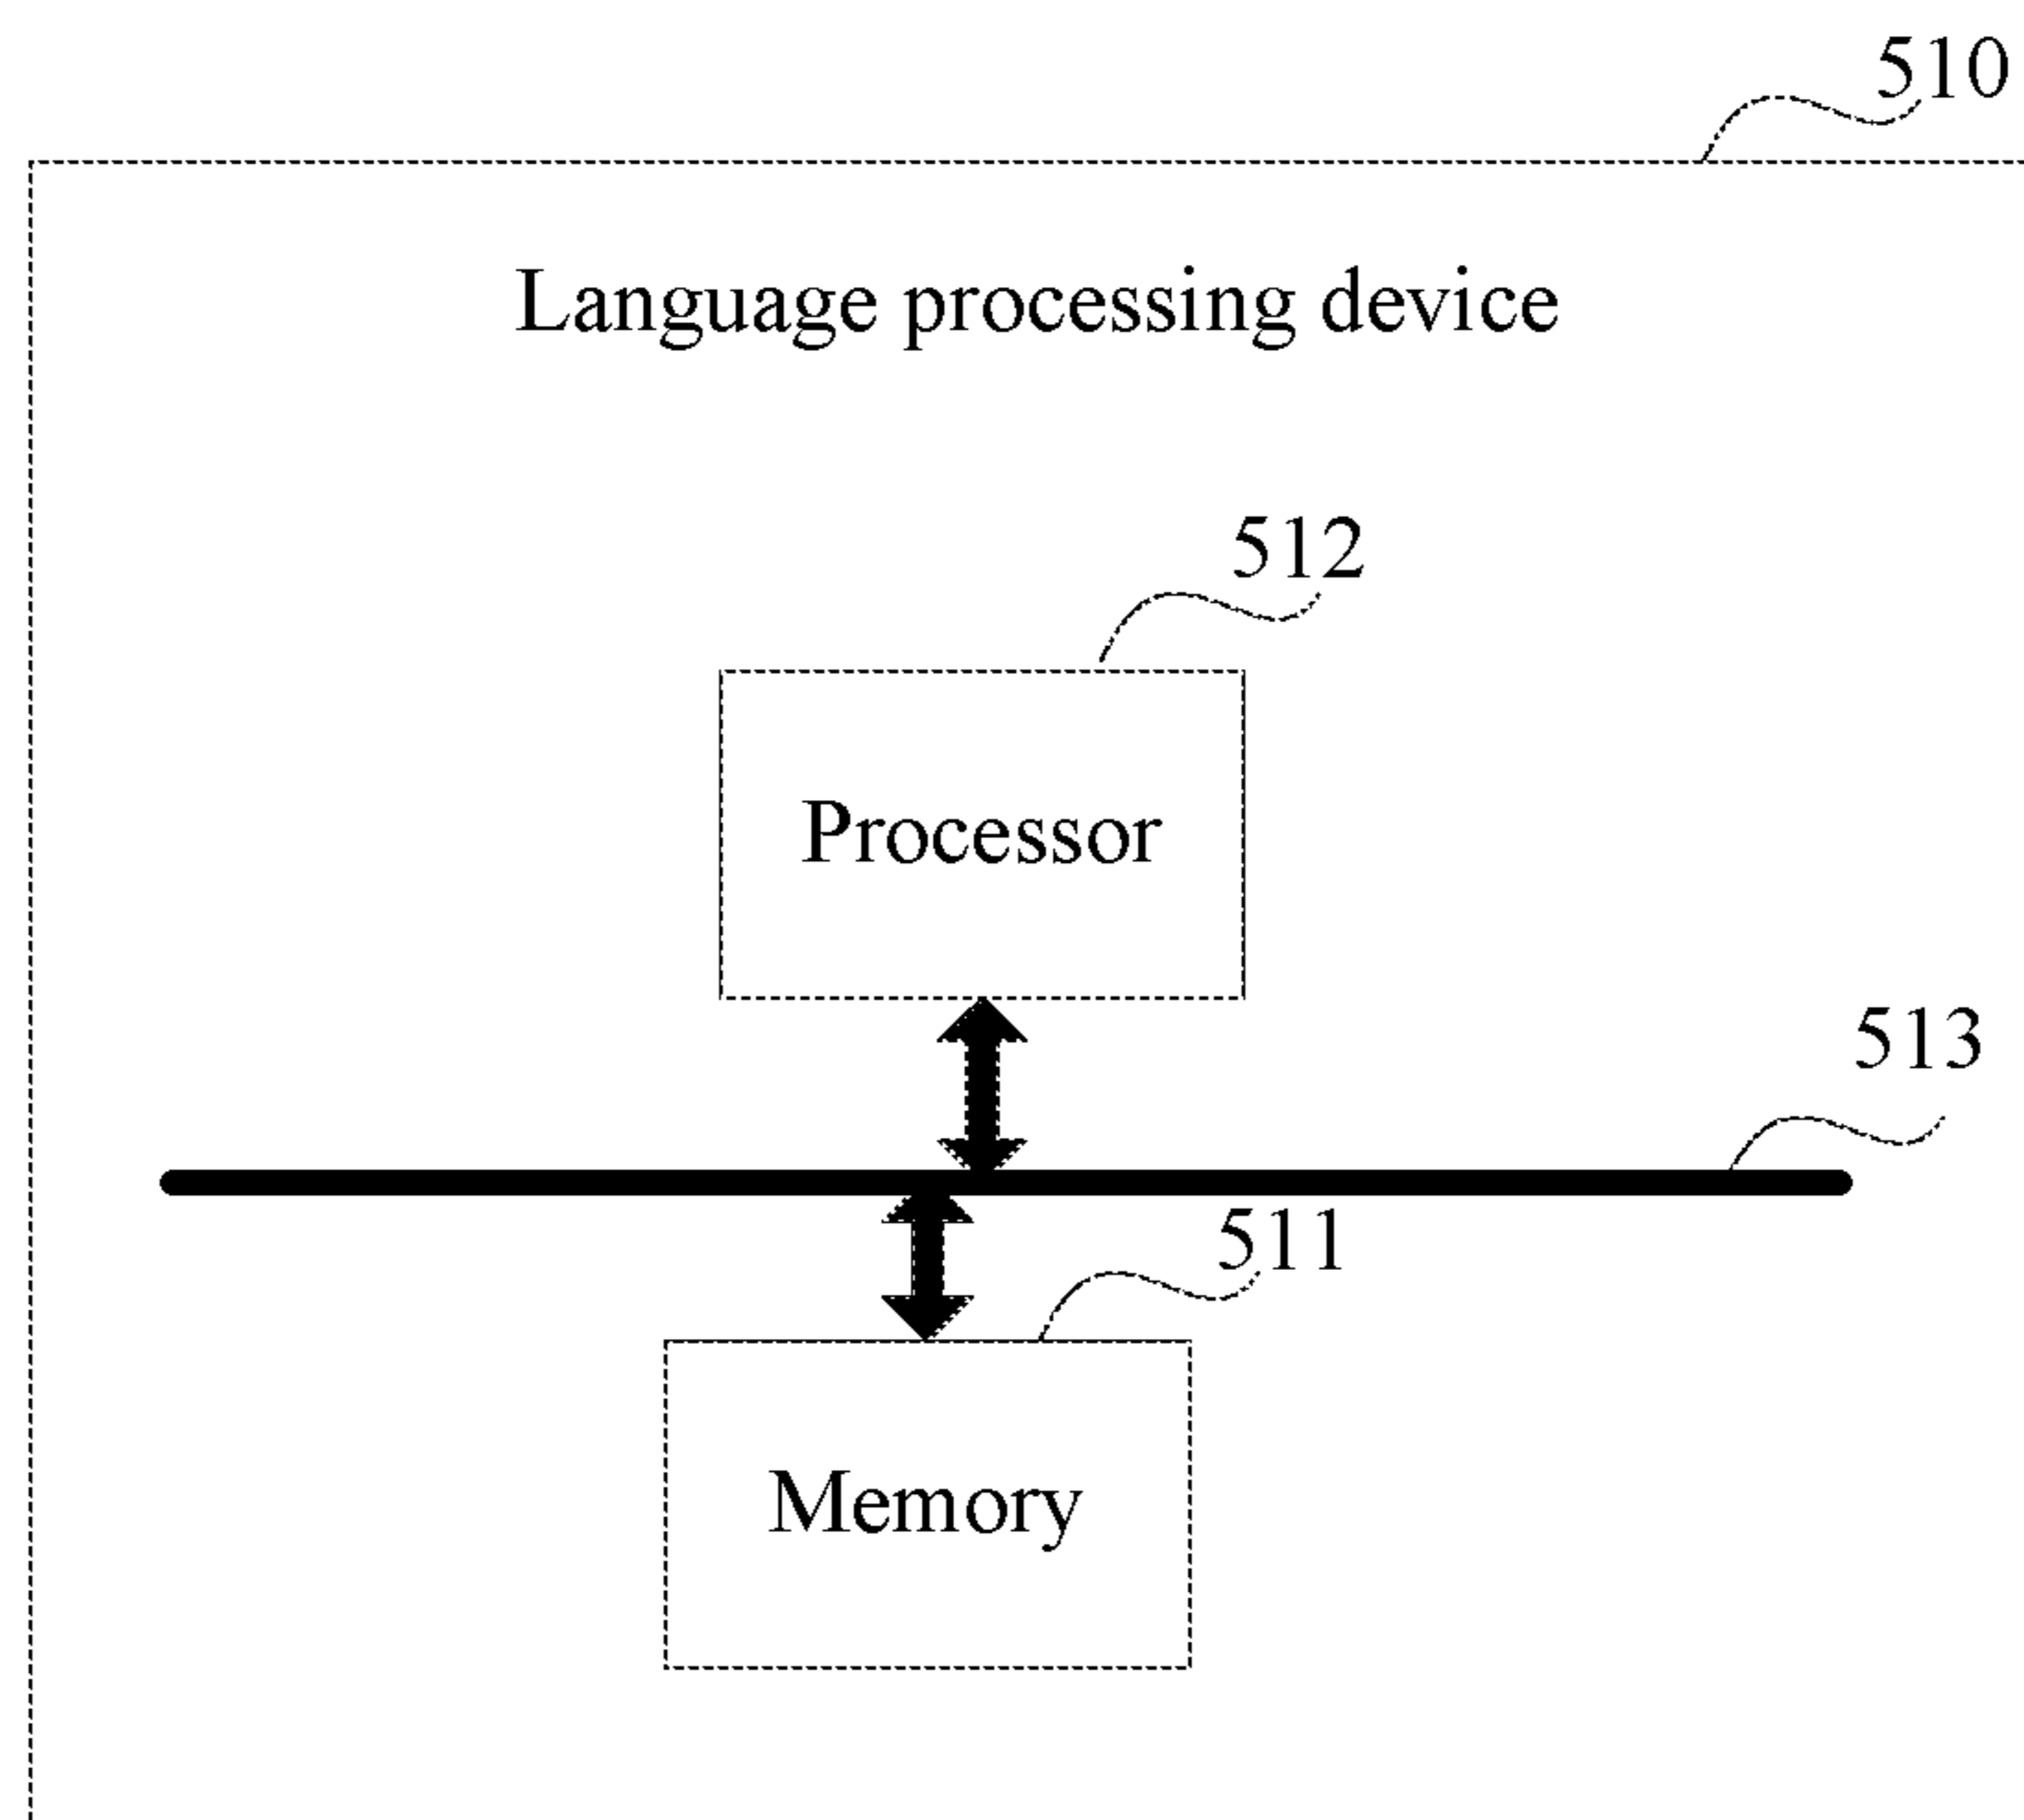 510
Language processing device
512
Processor
513
511
Memory